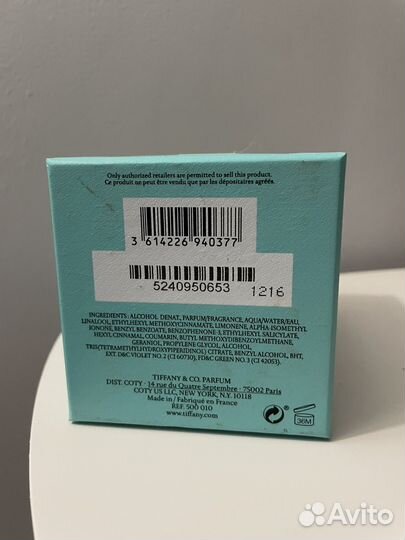 Only authorized retailers are permitted to sell this product.
Ce produit ne peut être vendu que par les dépositaires agréés.
3 614226 940377
5240950653 1216
INGREDIENTS: ALCOHOL DENAT., PARFUM/FRAGRANCE, AQUA/WATER/EAU,
LINALOOL, ETHYLHEXYL METHOXYCINNAMATE, LIMONENE, ALPHA-ISOMETHYL
IONONE, BENZYL BENZOATE, BENZOPHENONE-3, ETHYLHEXYL SALICYLATE,
HEXYL CINNAMAL, COUMARIN, BUTYL METHOXYDIBENZOYLMETHANE,
GERANIOL, PROPYLENE GLYCOL, ALCOHOL,
TRIS(TETRAMETHYLHYDROXYPIPERIDINOL) CITRATE, BENZYL ALCOHOL, BHT,
EXT. D&C VIOLET NO. 2 (CI 60730), FD&C GREEN NO. 3 (CI 42053).
TIFFANY & CO. PARFUM
DIST. COTY - 14 rue du Quatre Septembre - 75002 Paris
COTY US LLC, NEW YORK, N.Y. 10118
Made in / Fabriqué en France
REF. 500 010
www.tiffany.com
36M
Avito